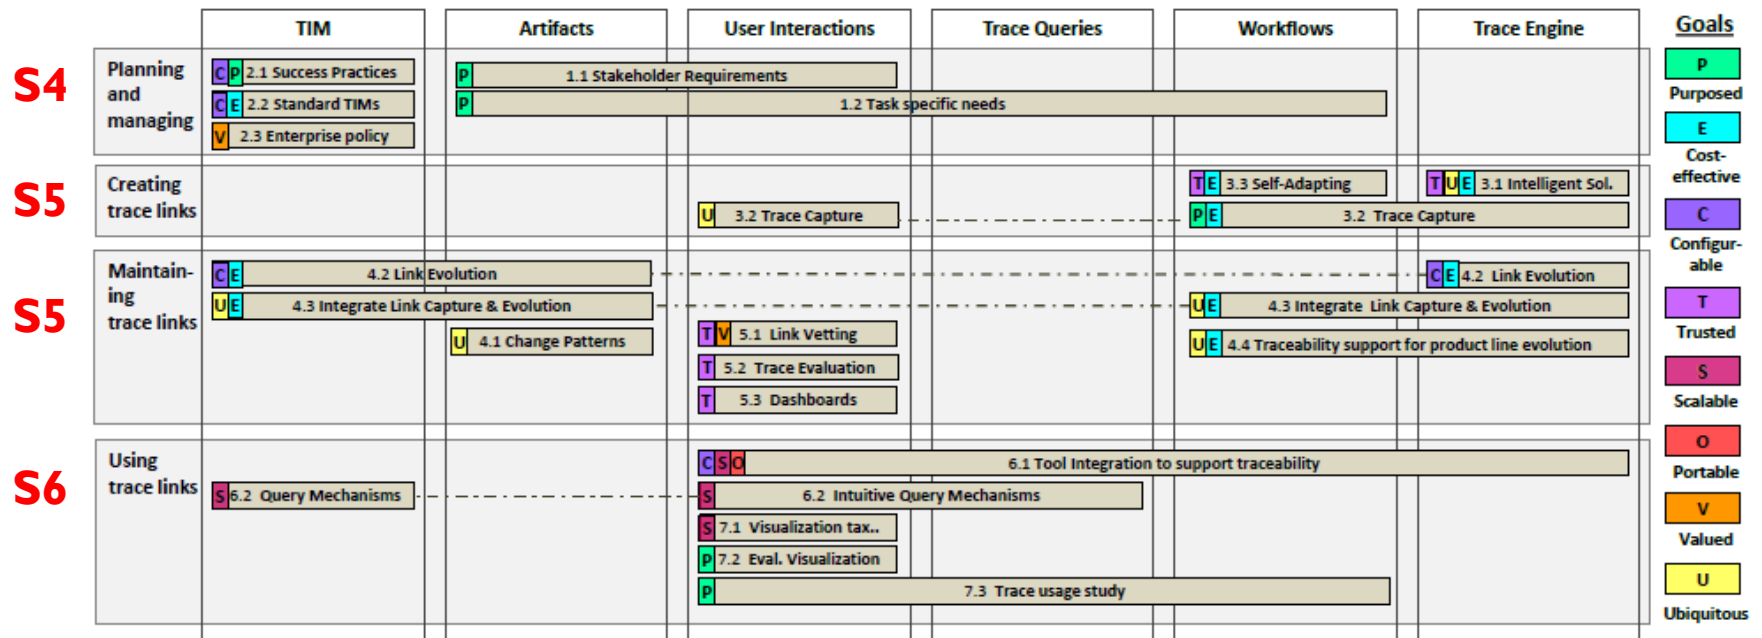 TIM
Artifacts
User Interactions
Trace Queries
Workflows
Trace Engine
Goals
S4
Planning
and
managing
C P 2.1 Success Practices
C E 2.2 Standard TIMs
V 2.3 Enterprise policy
P 1.1 Stakeholder Requirements
P 1.2 Task specific needs
S5
Creating
trace links
T E 3.3 Self-Adapting
T U E 3.1 Intelligent Sol.
U 3.2 Trace Capture
P E 3.2 Trace Capture
S5
Maintain-
ing
trace links
C E 4.2 Link Evolution
C E 4.2 Link Evolution
U E 4.3 Integrate Link Capture & Evolution
U E 4.3 Integrate Link Capture & Evolution
U 4.1 Change Patterns
T V 5.1 Link Vetting
U E 4.4 Traceability support for product line evolution
T 5.2 Trace Evaluation
T 5.3 Dashboards
S6
Using
trace links
C S O 6.1 Tool Integration to support traceability
S 6.2 Query Mechanisms
S 6.2 Intuitive Query Mechanisms
S 7.1 Visualization tax..
P 7.2 Eval. Visualization
P 7.3 Trace usage study
P
Purposed
E
Cost-
effective
C
Configur-
able
T
Trusted
S
Scalable
O
Portable
V
Valued
U
Ubiquitous